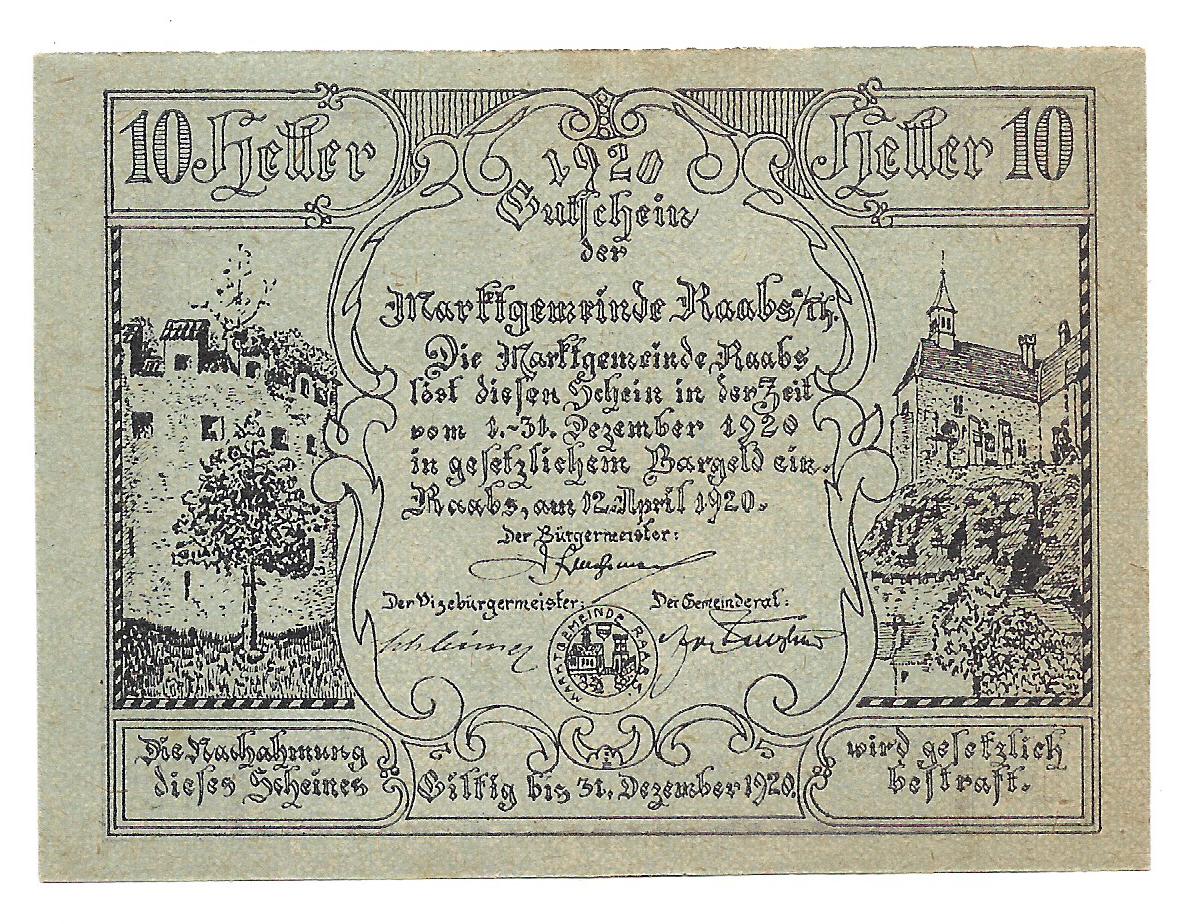 10 Heller
1920
Heller 10
Gutschein
der
Marktgemeinde Raabs a/Th.
Die Marktgemeinde Raabs
löst diesen Schein in der Zeit
vom 1.-31. Dezember 1920
in gesetzlichem Bargeld ein.
Raabs, am 12. April 1920.
Der Bürgermeister:
Der Vizebürgermeister:
Der Gemeinderat:
MARKTGEMEINDE RAABS
Die Nachahmung
dieses Scheines
Giltig bis 31. Dezember 1920.
wird gesetzlich
bestraft.